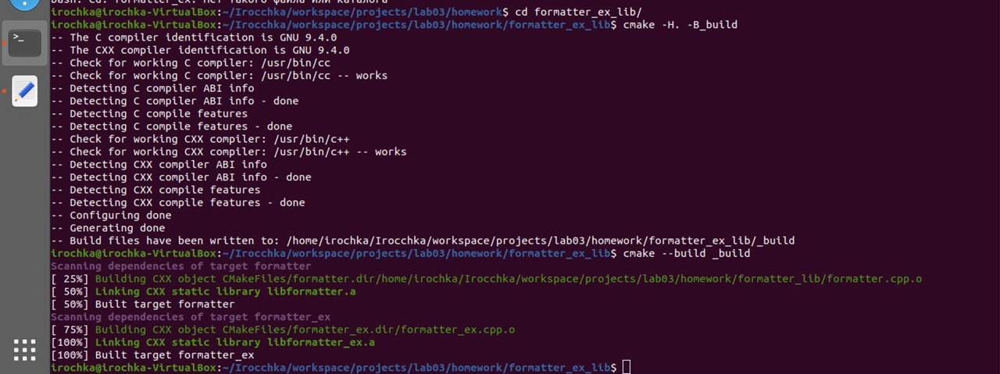 irochka@irochka-VirtualBox:~/Irocchka/workspace/projects/lab03/homework$ cd formatter_ex_lib/
irochka@irochka-VirtualBox:~/Irocchka/workspace/projects/lab03/homework/formatter_ex_lib$ cmake -H. -B_build
-- The C compiler identification is GNU 9.4.0
-- The CXX compiler identification is GNU 9.4.0
-- Check for working C compiler: /usr/bin/cc
-- Check for working C compiler: /usr/bin/cc -- works
-- Detecting C compiler ABI info
-- Detecting C compiler ABI info - done
-- Detecting C compile features
-- Detecting C compile features - done
-- Check for working CXX compiler: /usr/bin/c++
-- Check for working CXX compiler: /usr/bin/c++ -- works
-- Detecting CXX compiler ABI info
-- Detecting CXX compiler ABI info - done
-- Detecting CXX compile features
-- Detecting CXX compile features - done
-- Configuring done
-- Generating done
-- Build files have been written to: /home/irochka/Irocchka/workspace/projects/lab03/homework/formatter_ex_lib/_build
irochka@irochka-VirtualBox:~/Irocchka/workspace/projects/lab03/homework/formatter_ex_lib$ cmake --build _build
Scanning dependencies of target formatter
[ 25%] Building CXX object CMakeFiles/formatter.dir/home/irochka/Irocchka/workspace/projects/lab03/homework/formatter_lib/formatter.cpp.o
[ 50%] Linking CXX static library libformatter.a
[ 50%] Built target formatter
Scanning dependencies of target formatter_ex
[ 75%] Building CXX object CMakeFiles/formatter_ex.dir/formatter_ex.cpp.o
[100%] Linking CXX static library libformatter_ex.a
[100%] Built target formatter_ex
irochka@irochka-VirtualBox:~/Irocchka/workspace/projects/lab03/homework/formatter_ex_lib$